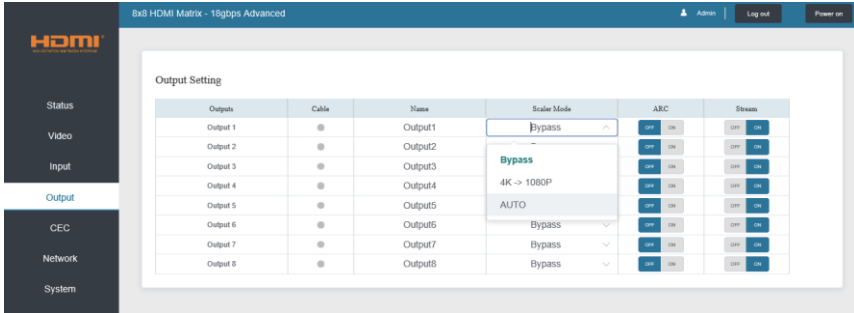 8x8 HDMI Matrix - 18gbps Advanced
Admin
Log out
Power on
HDMI
Status
Video
Input
Output
CEC
Network
System
Output Setting
Outputs Cable Name Scaler Mode ARC Stream
Output 1 Output1 Bypass OFF ON OFF ON
Output 2 Output2 OFF ON OFF ON
Output 3 Output3 OFF ON OFF ON
Output 4 Output4 OFF ON OFF ON
Output 5 Output5 OFF ON OFF ON
Output 6 Output6 Bypass OFF ON OFF ON
Output 7 Output7 Bypass OFF ON OFF ON
Output 8 Output8 Bypass OFF ON OFF ON
Bypass
4K -> 1080P
AUTO